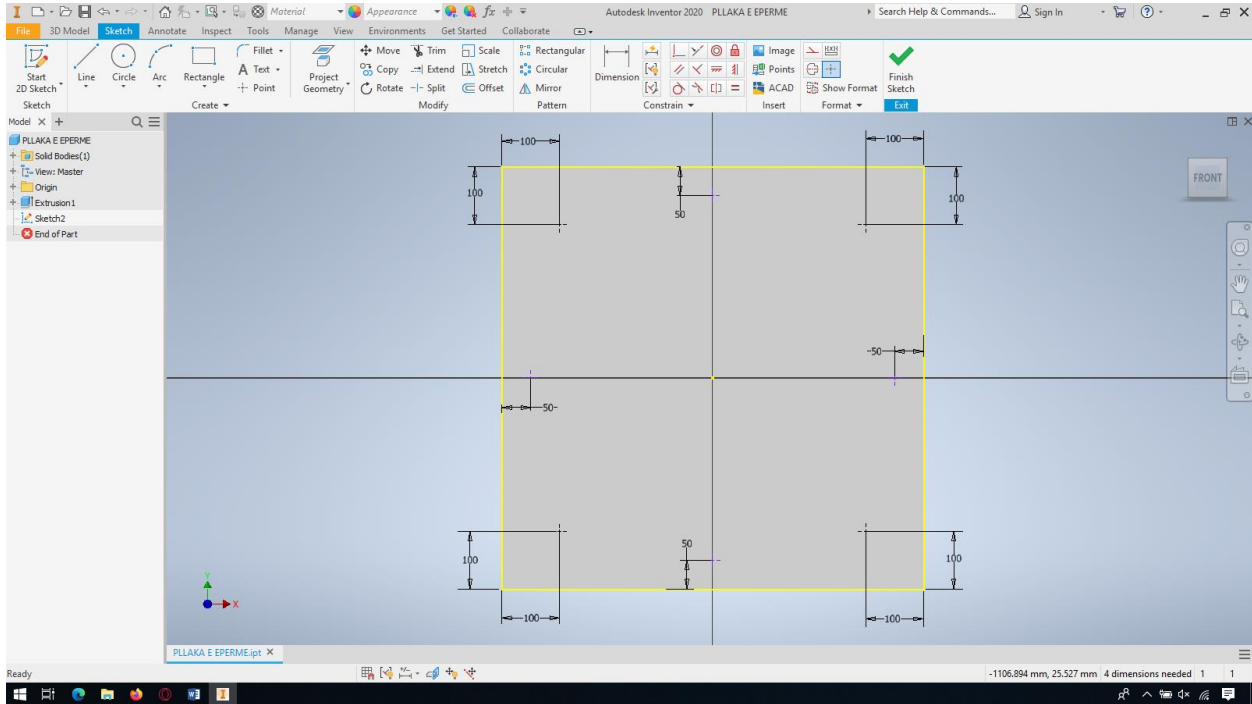 Material Appearance fx Autodesk Inventor 2020 PLLAKA E EPERME Search Help & Commands... Sign In
File 3D Model Sketch Annotate Inspect Tools Manage View Environments Get Started Collaborate
Start 2D Sketch
Line
Circle
Arc
Rectangle
Fillet
A Text
Point
Project Geometry
Move Trim Scale
Copy Extend Stretch
Rotate Split Offset
Rectangular
Circular
Mirror
Dimension
Image
Points
ACAD
Show Format
Finish Sketch
Sketch Create Modify Pattern Constrain Insert Format Exit
Model
PLLAKA E EPERME
Solid Bodies(1)
View: Master
Origin
Extrusion1
Sketch2
End of Part
FRONT
100 100
100 50 100
50
50
50
100 100
100 100
Y
X
PLLAKA E EPERME.ipt
Ready -1106.894 mm, 25.527 mm 4 dimensions needed 1 1